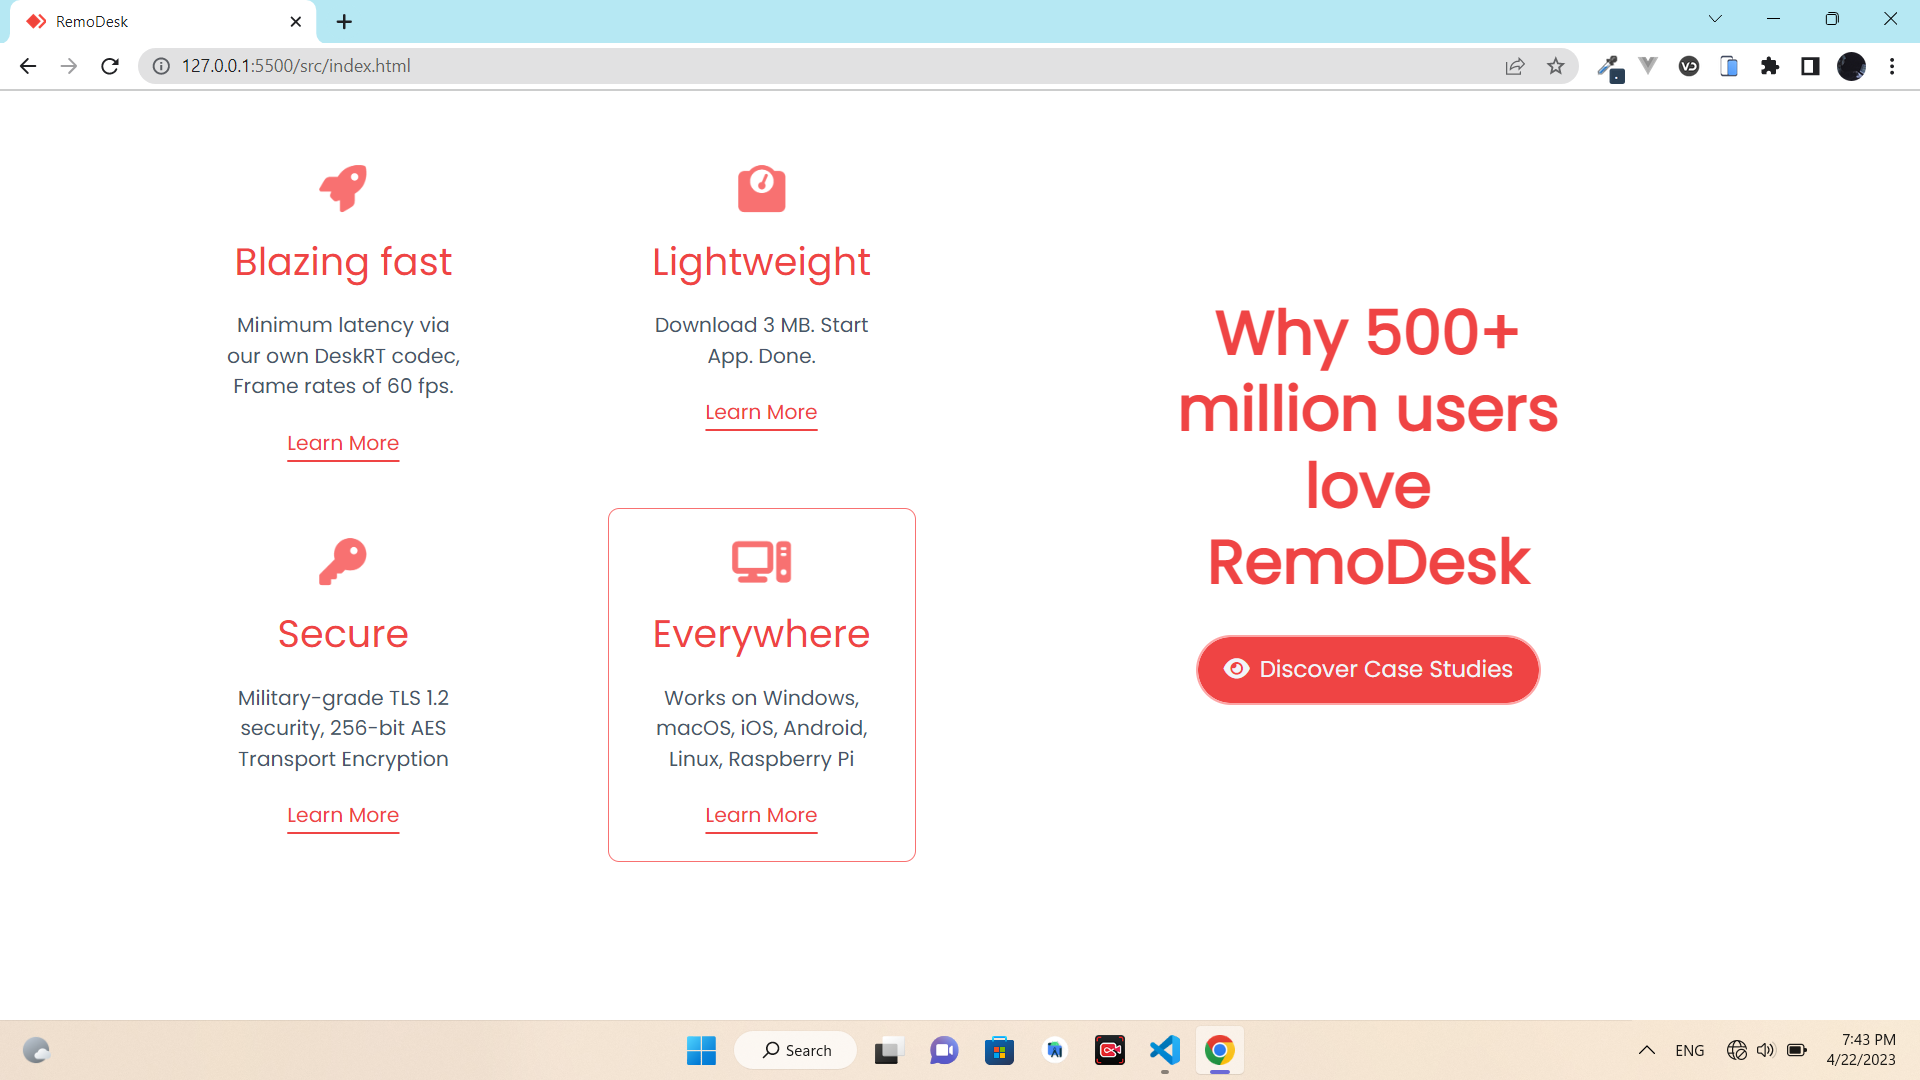 RemoDesk
127.0.0.1:5500/src/index.html
Blazing fast
Minimum latency via
our own DeskRT codec,
Frame rates of 60 fps.
Learn More
Lightweight
Download 3 MB. Start
App. Done.
Learn More
Secure
Military-grade TLS 1.2
security, 256-bit AES
Transport Encryption
Learn More
Everywhere
Works on Windows,
macOS, iOS, Android,
Linux, Raspberry Pi
Learn More
Why 500+
million users
love
RemoDesk
Discover Case Studies
Search
AI
ENG
7:43 PM
4/22/2023